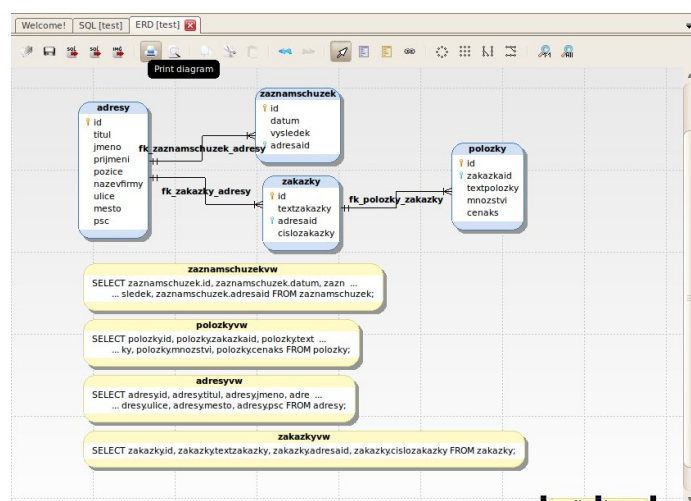 Welcome! SQL [test] ERD [test]
Print diagram
adresy
id
titul
jmeno
prijmeni
pozice
nazevfirmy
ulice
mesto
psc
zaznamschuzek
id
datum
vysledek
adresaid
fk_zaznamschuzek_adresy
fk_zakazky_adresy
zakazky
id
textzakazky
adresaid
cislozakazky
fk_polozky_zakazky
polozky
id
zakazkaid
textpolozky
mnozstvi
cenaks
zaznamschuzekvw
SELECT zaznamschuzek.id, zaznamschuzek.datum, zazn ...
... sledek, zaznamschuzek.adresaid FROM zaznamschuzek;
polozkyvw
SELECT polozky.id, polozky.zakazkaid, polozky.text ...
... ky, polozky.mnozstvi, polozky.cenaks FROM polozky;
adresyvw
SELECT adresy.id, adresy.titul, adresy.jmeno, adre ...
... dresy.ulice, adresy.mesto, adresy.psc FROM adresy;
zakazkyvw
SELECT zakazky.id, zakazky.textzakazky, zakazky.adresaid, zakazky.cislozakazky FROM zakazky;